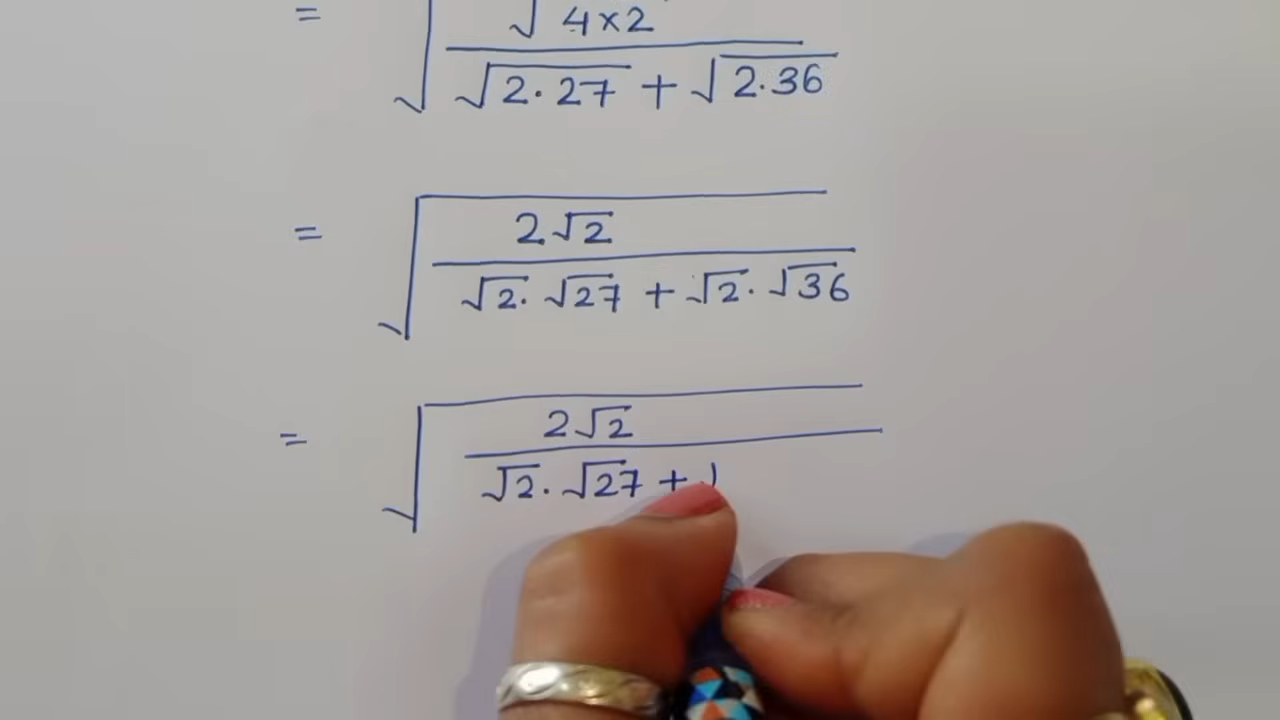 = √ √4×2
√2·27 + √2·36
= √ 2√2
√2·√27 + √2·√36
= √ 2√2
√2·√27 + √